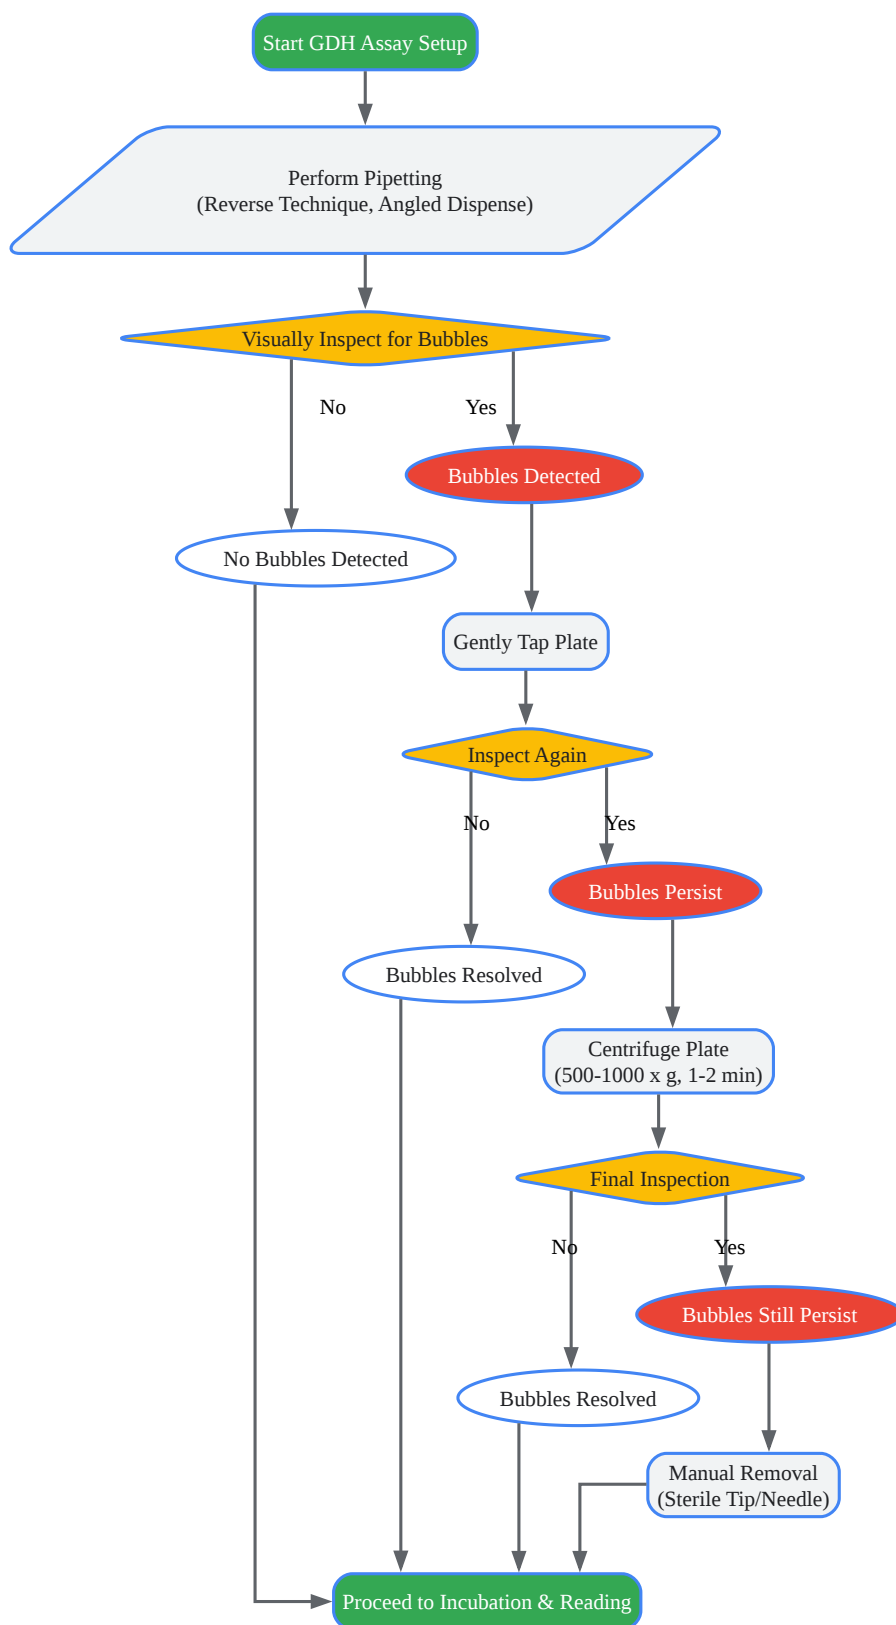 Start GDH Assay Setup
Perform Pipetting
(Reverse Technique, Angled Dispense)
Visually Inspect for Bubbles
No
Yes
Bubbles Detected
No Bubbles Detected
Gently Tap Plate
Inspect Again
No
Yes
Bubbles Persist
Bubbles Resolved
Centrifuge Plate
(500-1000 x g, 1-2 min)
Final Inspection
No
Yes
Bubbles Still Persist
Bubbles Resolved
Manual Removal
(Sterile Tip/Needle)
Proceed to Incubation & Reading